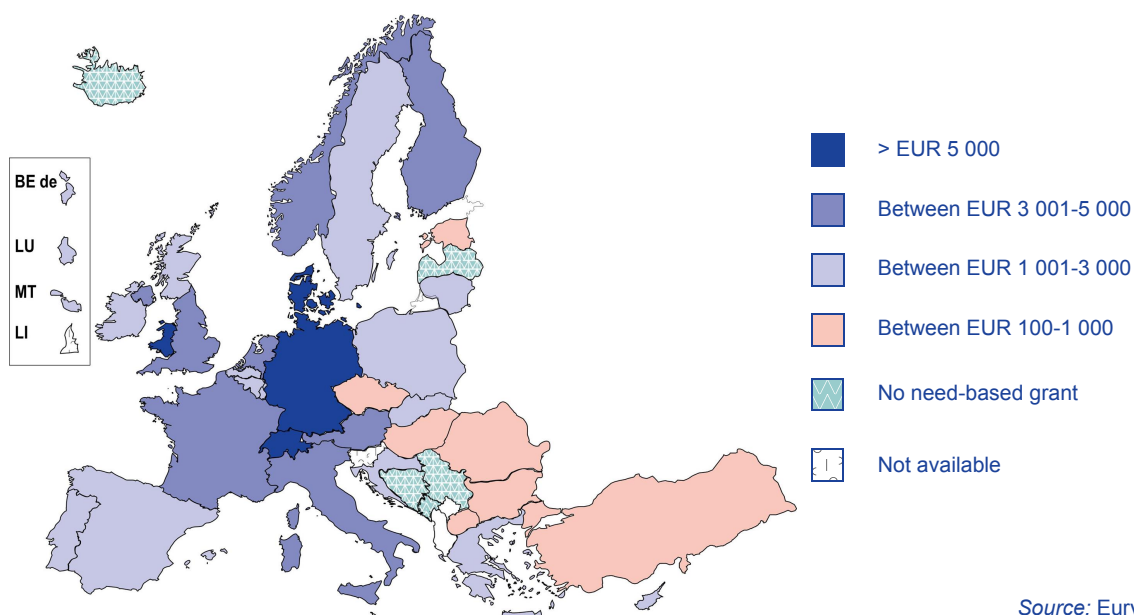 BE de
LU
MT
LI
> EUR 5 000
Between EUR 3 001-5 000
Between EUR 1 001-3 000
Between EUR 100-1 000
No need-based grant
Not available
Source: